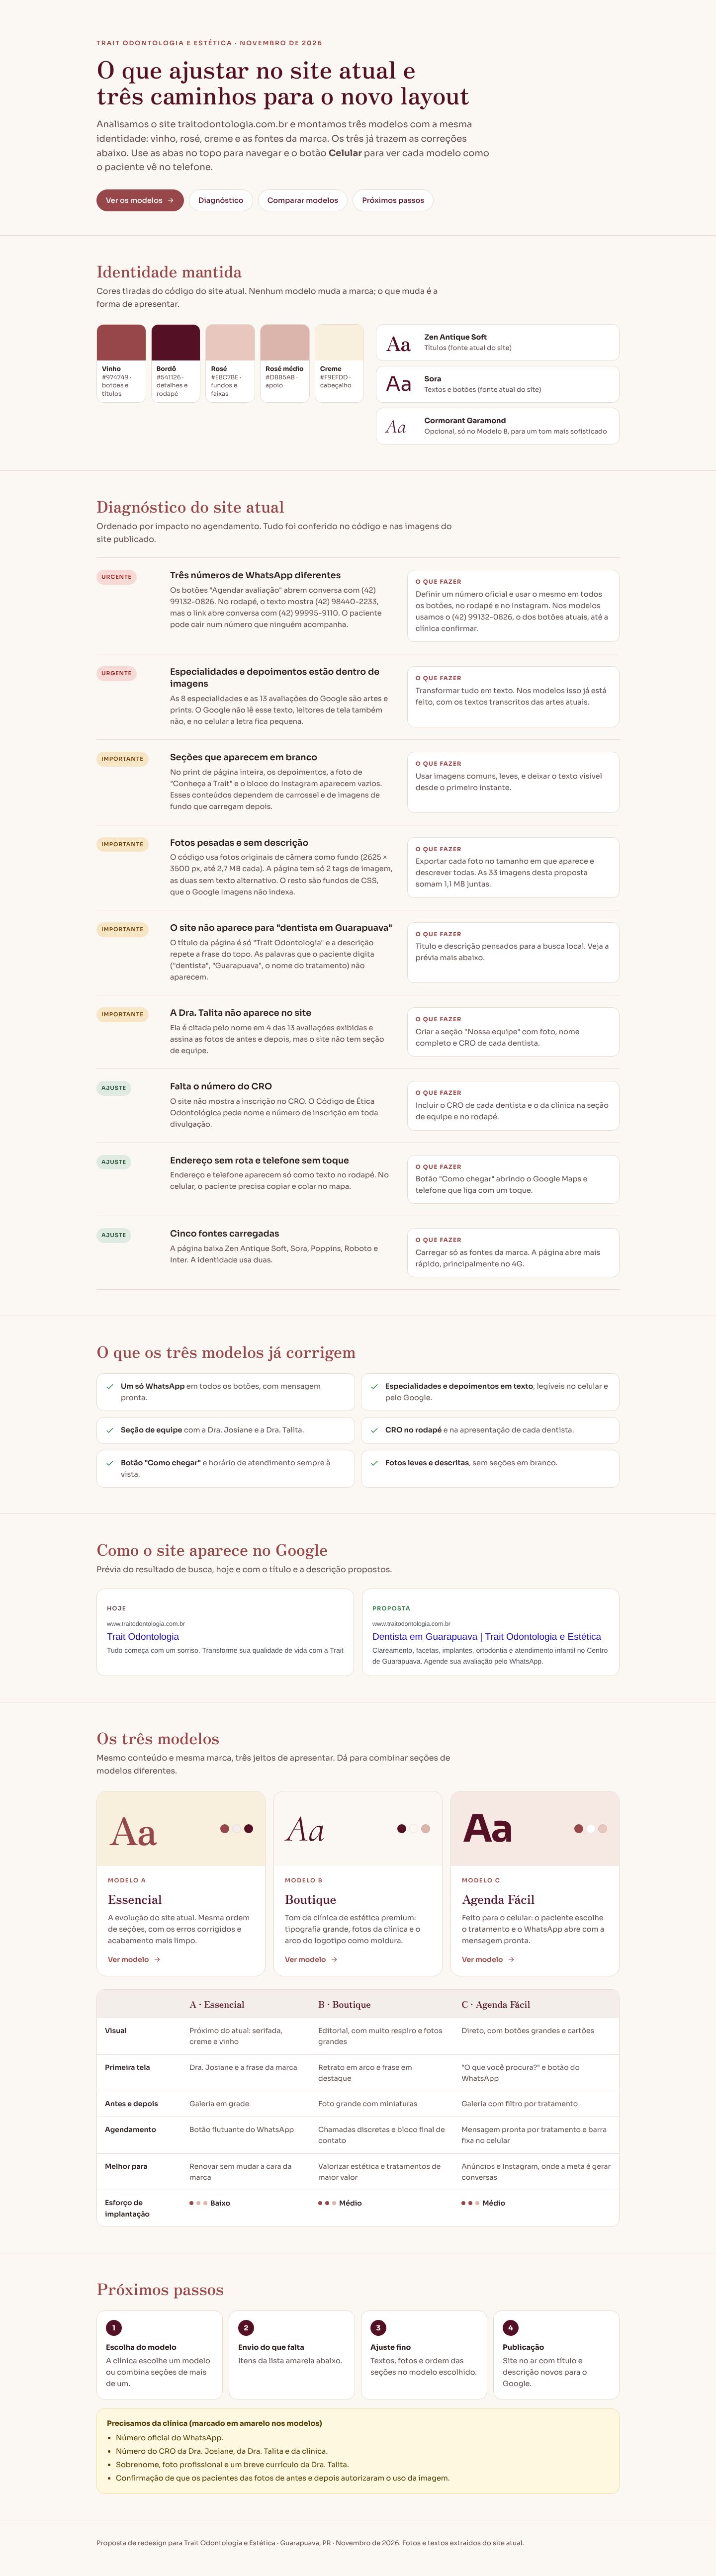 TRAIT ODONTOLOGIA E ESTÉTICA · NOVEMBRO DE 2026
O que ajustar no site atual e
três caminhos para o novo layout
Analisamos o site traitodontologia.com.br e montamos três modelos com a mesma
identidade: vinho, rosé, creme e as fontes da marca. Os três já trazem as correções
abaixo. Use as abas no topo para navegar e o botão Celular para ver cada modelo como
o paciente vê no telefone.
Ver os modelos →
Diagnóstico
Comparar modelos
Próximos passos
Identidade mantida
Cores tiradas do código do site atual. Nenhum modelo muda a marca; o que muda é a
forma de apresentar.
Vinho
#974749 ·
botões e
títulos
Bordô
#541126 ·
detalhes e
rodapé
Rosé
#EBC7BE ·
fundos e
faixas
Rosé médio
#DBB5AB ·
apoio
Creme
#F9EFDD ·
cabeçalho
Aa
Zen Antique Soft
Títulos (fonte atual do site)
Aa
Sora
Textos e botões (fonte atual do site)
Aa
Cormorant Garamond
Opcional, só no Modelo B, para um tom mais sofisticado
Diagnóstico do site atual
Ordenado por impacto no agendamento. Tudo foi conferido no código e nas imagens do
site publicado.
URGENTE
Três números de WhatsApp diferentes
Os botões "Agendar avaliação" abrem conversa com (42)
99132-0826. No rodapé, o texto mostra (42) 98440-2233,
mas o link abre conversa com (42) 99995-9110. O paciente
pode cair num número que ninguém acompanha.
O QUE FAZER
Definir um número oficial e usar o mesmo em todos
os botões, no rodapé e no Instagram. Nos modelos
usamos o (42) 99132-0826, o dos botões atuais, até a
clínica confirmar.
URGENTE
Especialidades e depoimentos estão dentro de
imagens
As 8 especialidades e as 13 avaliações do Google são artes e
prints. O Google não lê esse texto, leitores de tela também
não, e no celular a letra fica pequena.
O QUE FAZER
Transformar tudo em texto. Nos modelos isso já está
feito, com os textos transcritos das artes atuais.
IMPORTANTE
Seções que aparecem em branco
No print de página inteira, os depoimentos, a foto de
"Conheça a Trait" e o bloco do Instagram aparecem vazios.
Esses conteúdos dependem de carrossel e de imagens de
fundo que carregam depois.
O QUE FAZER
Usar imagens comuns, leves, e deixar o texto visível
desde o primeiro instante.
IMPORTANTE
Fotos pesadas e sem descrição
O código usa fotos originais de câmera como fundo (2625 ×
3500 px, até 2,7 MB cada). A página tem só 2 tags de imagem,
as duas sem texto alternativo. O resto são fundos de CSS,
que o Google Imagens não indexa.
O QUE FAZER
Exportar cada foto no tamanho em que aparece e
descrever todas. As 33 imagens desta proposta
somam 1,1 MB juntas.
IMPORTANTE
O site não aparece para "dentista em Guarapuava"
O título da página é só "Trait Odontologia" e a descrição
repete a frase do topo. As palavras que o paciente digita
("dentista", "Guarapuava", o nome do tratamento) não
aparecem.
O QUE FAZER
Título e descrição pensados para a busca local. Veja a
prévia mais abaixo.
IMPORTANTE
A Dra. Talita não aparece no site
Ela é citada pelo nome em 4 das 13 avaliações exibidas e
assina as fotos de antes e depois, mas o site não tem seção
de equipe.
O QUE FAZER
Criar a seção "Nossa equipe" com foto, nome
completo e CRO de cada dentista.
AJUSTE
Falta o número do CRO
O site não mostra a inscrição no CRO. O Código de Ética
Odontológica pede nome e número de inscrição em toda
divulgação.
O QUE FAZER
Incluir o CRO de cada dentista e o da clínica na seção
de equipe e no rodapé.
AJUSTE
Endereço sem rota e telefone sem toque
Endereço e telefone aparecem só como texto no rodapé. No
celular, o paciente precisa copiar e colar no mapa.
O QUE FAZER
Botão "Como chegar" abrindo o Google Maps e
telefone que liga com um toque.
AJUSTE
Cinco fontes carregadas
A página baixa Zen Antique Soft, Sora, Poppins, Roboto e
Inter. A identidade usa duas.
O QUE FAZER
Carregar só as fontes da marca. A página abre mais
rápido, principalmente no 4G.
O que os três modelos já corrigem
Um só WhatsApp em todos os botões, com mensagem
pronta.
Especialidades e depoimentos em texto, legíveis no celular e
pelo Google.
Seção de equipe com a Dra. Josiane e a Dra. Talita.
CRO no rodapé e na apresentação de cada dentista.
Botão "Como chegar" e horário de atendimento sempre à
vista.
Fotos leves e descritas, sem seções em branco.
Como o site aparece no Google
Prévia do resultado de busca, hoje e com o título e a descrição propostos.
HOJE
www.traitodontologia.com.br
Trait Odontologia
Tudo começa com um sorriso. Transforme sua qualidade de vida com a Trait
PROPOSTA
www.traitodontologia.com.br
Dentista em Guarapuava | Trait Odontologia e Estética
Clareamento, facetas, implantes, ortodontia e atendimento infantil no Centro
de Guarapuava. Agende sua avaliação pelo WhatsApp.
Os três modelos
Mesmo conteúdo e mesma marca, três jeitos de apresentar. Dá para combinar seções de
modelos diferentes.
Aa
MODELO A
Essencial
A evolução do site atual. Mesma ordem
de seções, com os erros corrigidos e
acabamento mais limpo.
Ver modelo →
Aa
MODELO B
Boutique
Tom de clínica de estética premium:
tipografia grande, fotos da clínica e o
arco do logotipo como moldura.
Ver modelo →
Aa
MODELO C
Agenda Fácil
Feito para o celular: o paciente escolhe
o tratamento e o WhatsApp abre com a
mensagem pronta.
Ver modelo →
A · Essencial
B · Boutique
C · Agenda Fácil
Visual
Próximo do atual: serifada,
creme e vinho
Editorial, com muito respiro e fotos
grandes
Direto, com botões grandes e cartões
Primeira tela
Dra. Josiane e a frase da marca
Retrato em arco e frase em
destaque
"O que você procura?" e botão do
WhatsApp
Antes e depois
Galeria em grade
Foto grande com miniaturas
Galeria com filtro por tratamento
Agendamento
Botão flutuante do WhatsApp
Chamadas discretas e bloco final de
contato
Mensagem pronta por tratamento e barra
fixa no celular
Melhor para
Renovar sem mudar a cara da
marca
Valorizar estética e tratamentos de
maior valor
Anúncios e Instagram, onde a meta é gerar
conversas
Esforço de
implantação
Baixo
Médio
Médio
Próximos passos
1
Escolha do modelo
A clínica escolhe um modelo
ou combina seções de mais
de um.
2
Envio do que falta
Itens da lista amarela abaixo.
3
Ajuste fino
Textos, fotos e ordem das
seções no modelo escolhido.
4
Publicação
Site no ar com título e
descrição novos para o
Google.
Precisamos da clínica (marcado em amarelo nos modelos)
• Número oficial do WhatsApp.
• Número do CRO da Dra. Josiane, da Dra. Talita e da clínica.
• Sobrenome, foto profissional e um breve currículo da Dra. Talita.
• Confirmação de que os pacientes das fotos de antes e depois autorizaram o uso da imagem.
Proposta de redesign para Trait Odontologia e Estética · Guarapuava, PR · Novembro de 2026. Fotos e textos extraídos do site atual.